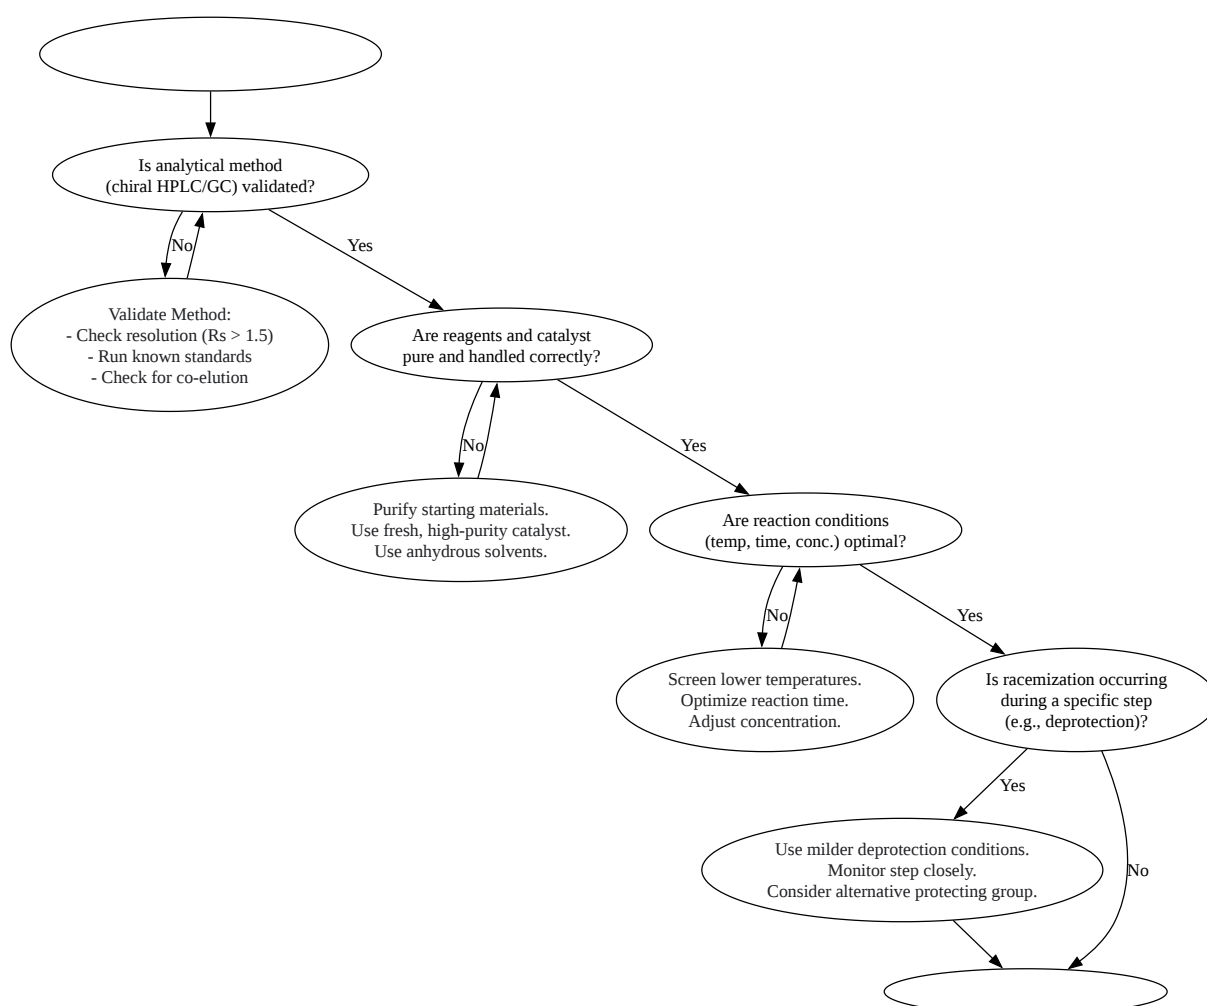 Is analytical method
(chiral HPLC/GC) validated?
No
Yes
Validate Method:
- Check resolution (Rs > 1.5)
- Run known standards
- Check for co-elution
Are reagents and catalyst
pure and handled correctly?
No
Yes
Purify starting materials.
Use fresh, high-purity catalyst.
Use anhydrous solvents.
Are reaction conditions
(temp, time, conc.) optimal?
No
Yes
Screen lower temperatures.
Optimize reaction time.
Adjust concentration.
Is racemization occurring
during a specific step
(e.g., deprotection)?
Yes
Use milder deprotection conditions.
Monitor step closely.
Consider alternative protecting group.
No